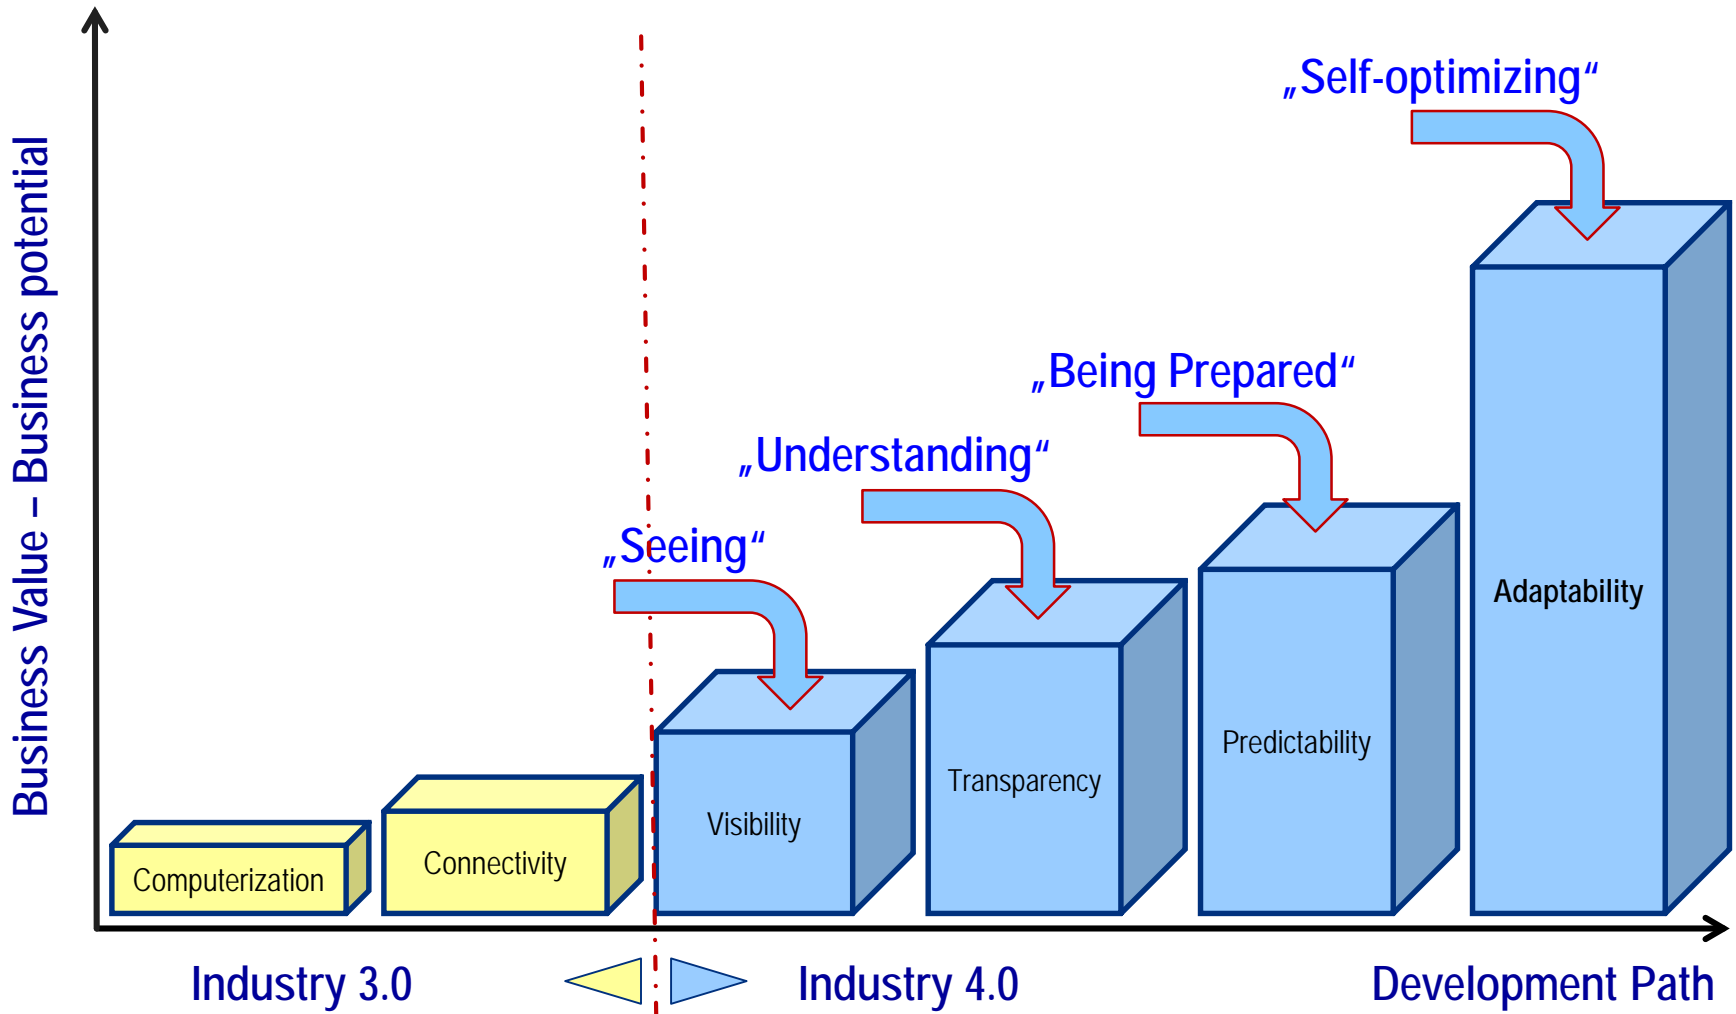 „Self-optimizing“
„Being Prepared“
„Understanding“
„Seeing“
Business Value – Business potential
Computerization
Connectivity
Visibility
Transparency
Predictability
Adaptability
Industry 3.0
Industry 4.0
Development Path